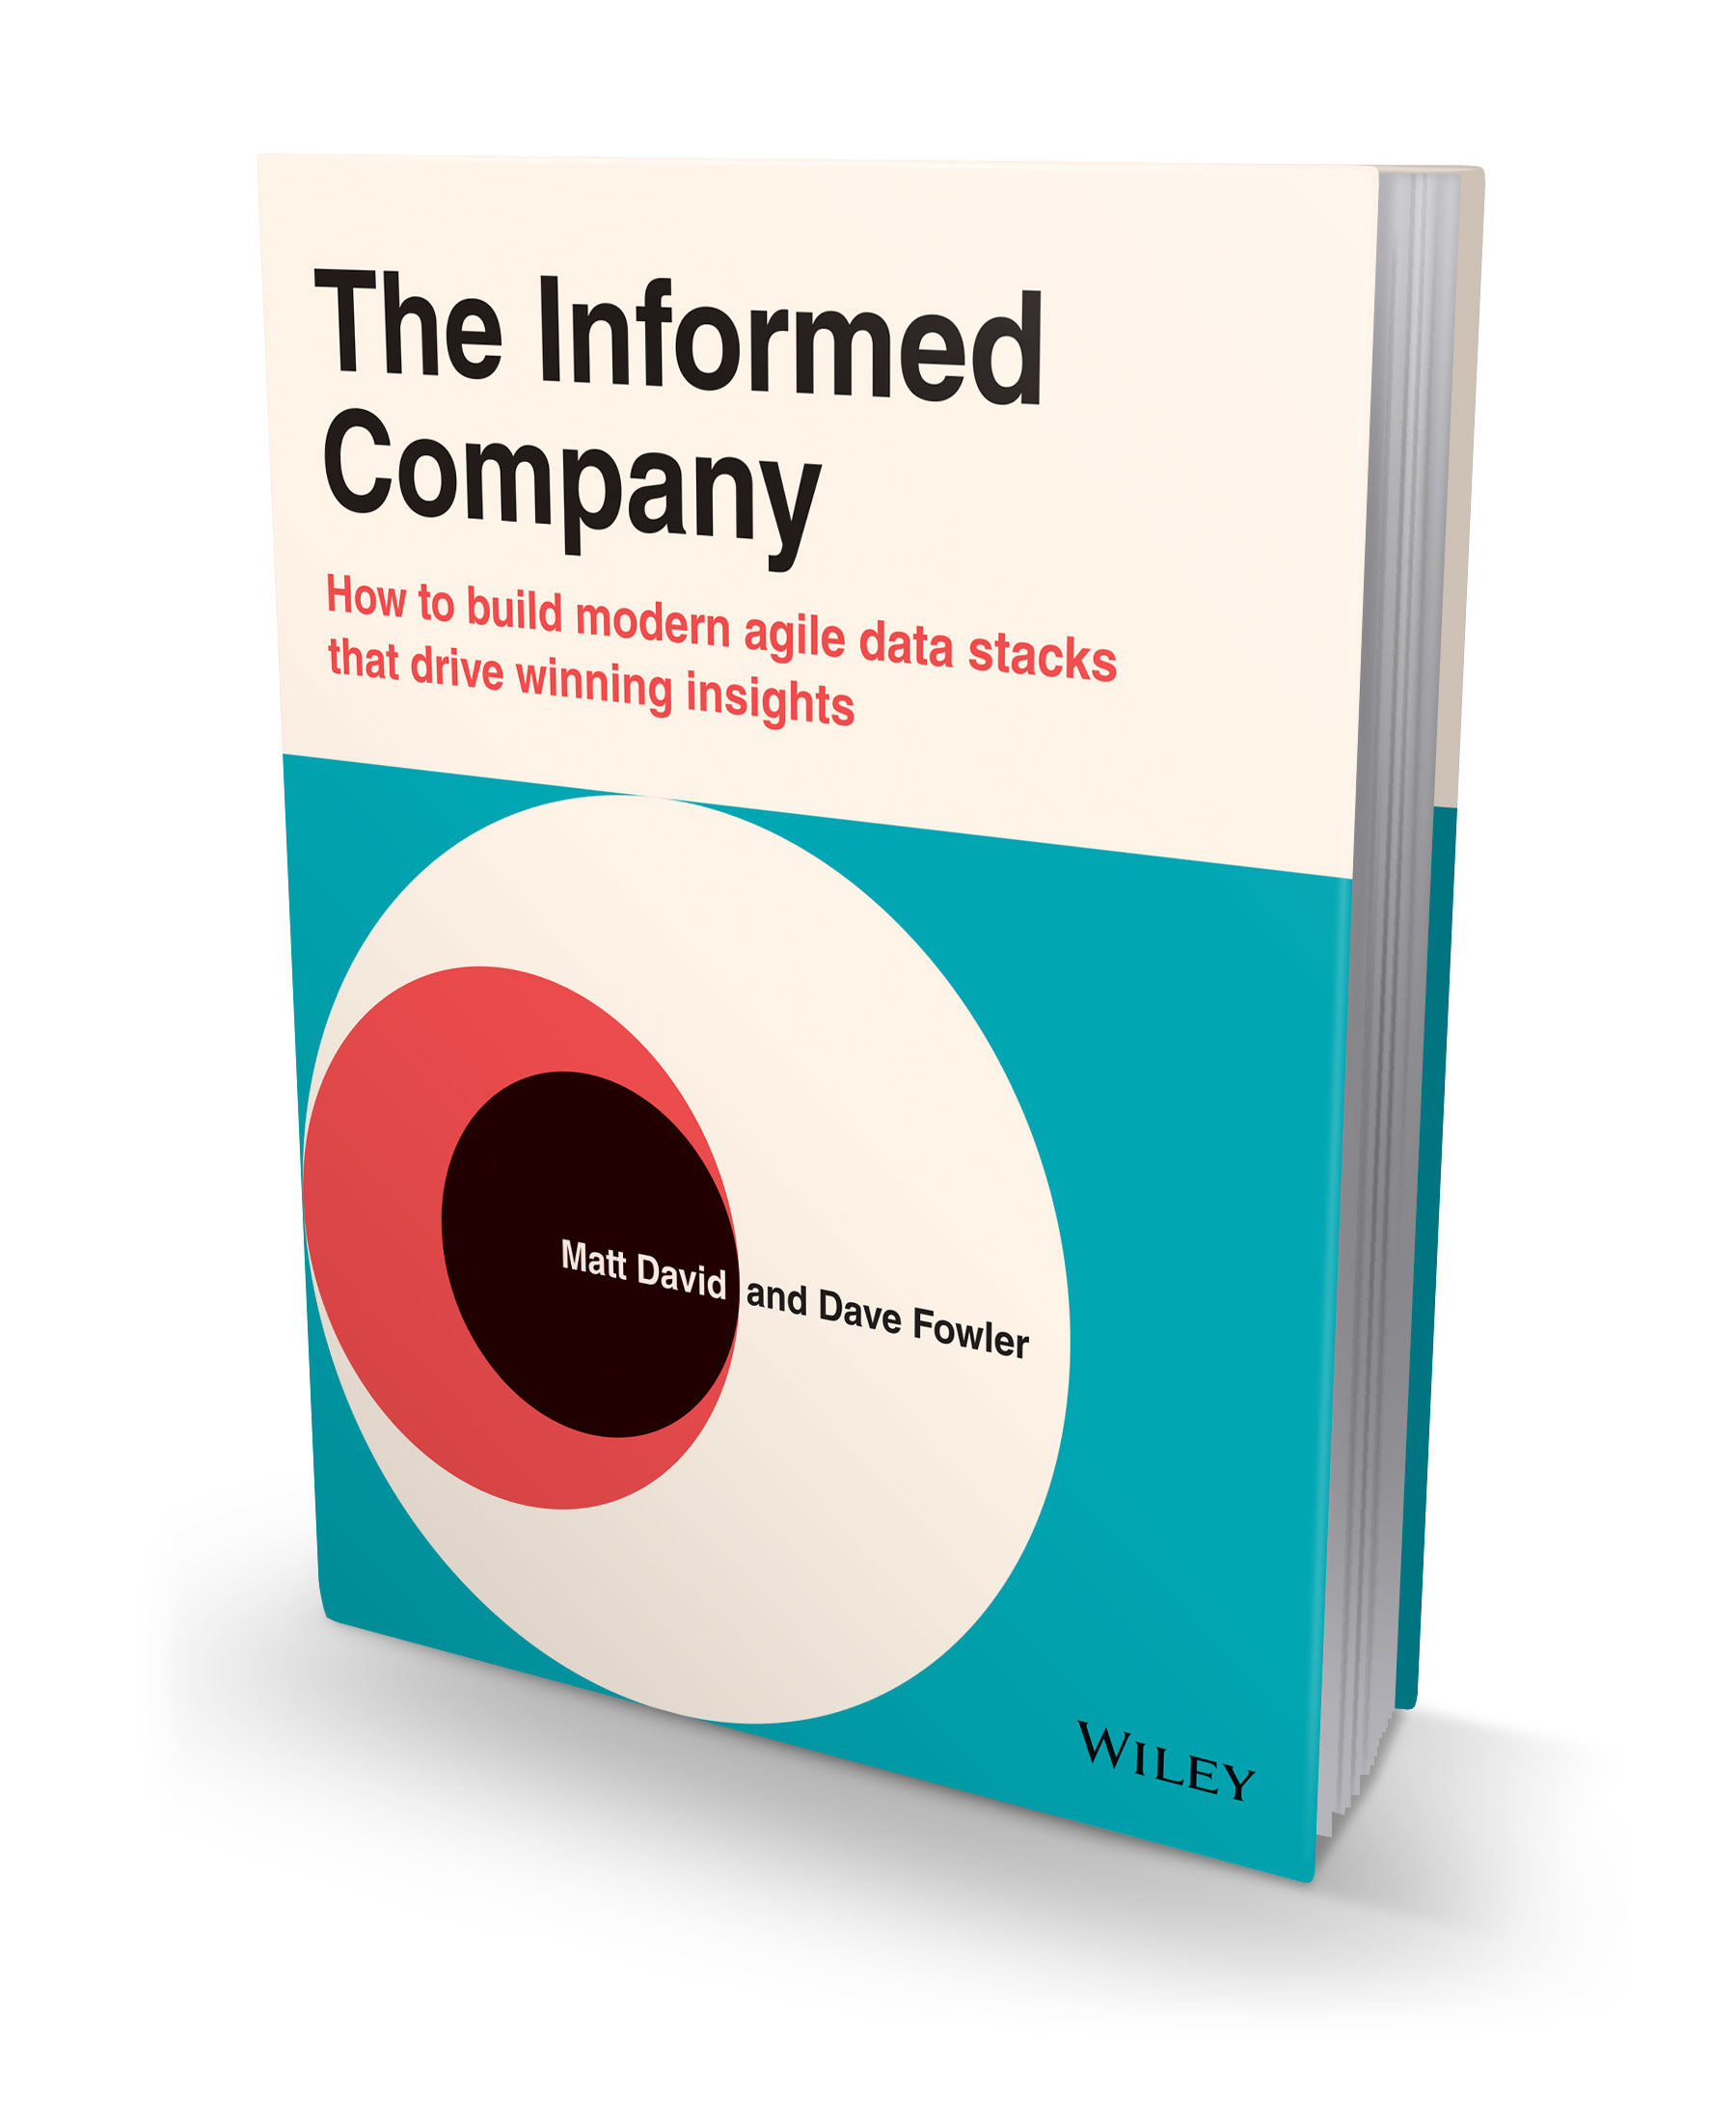 The Informed
Company
How to build modern agile data stacks
that drive winning insights
Matt David and Dave Fowler
WILEY